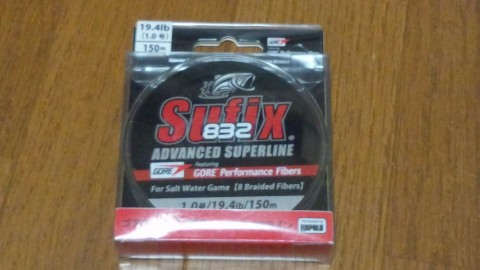 19.4lb
(1.0号)
150m
GORE
Sufix
832
ADVANCED SUPERLINE
GORE
Featuring
GORE Performance Fibers
For Salt Water Game【8 Braided Fibers】
1.0号/19.4lb/150m
RAPALA